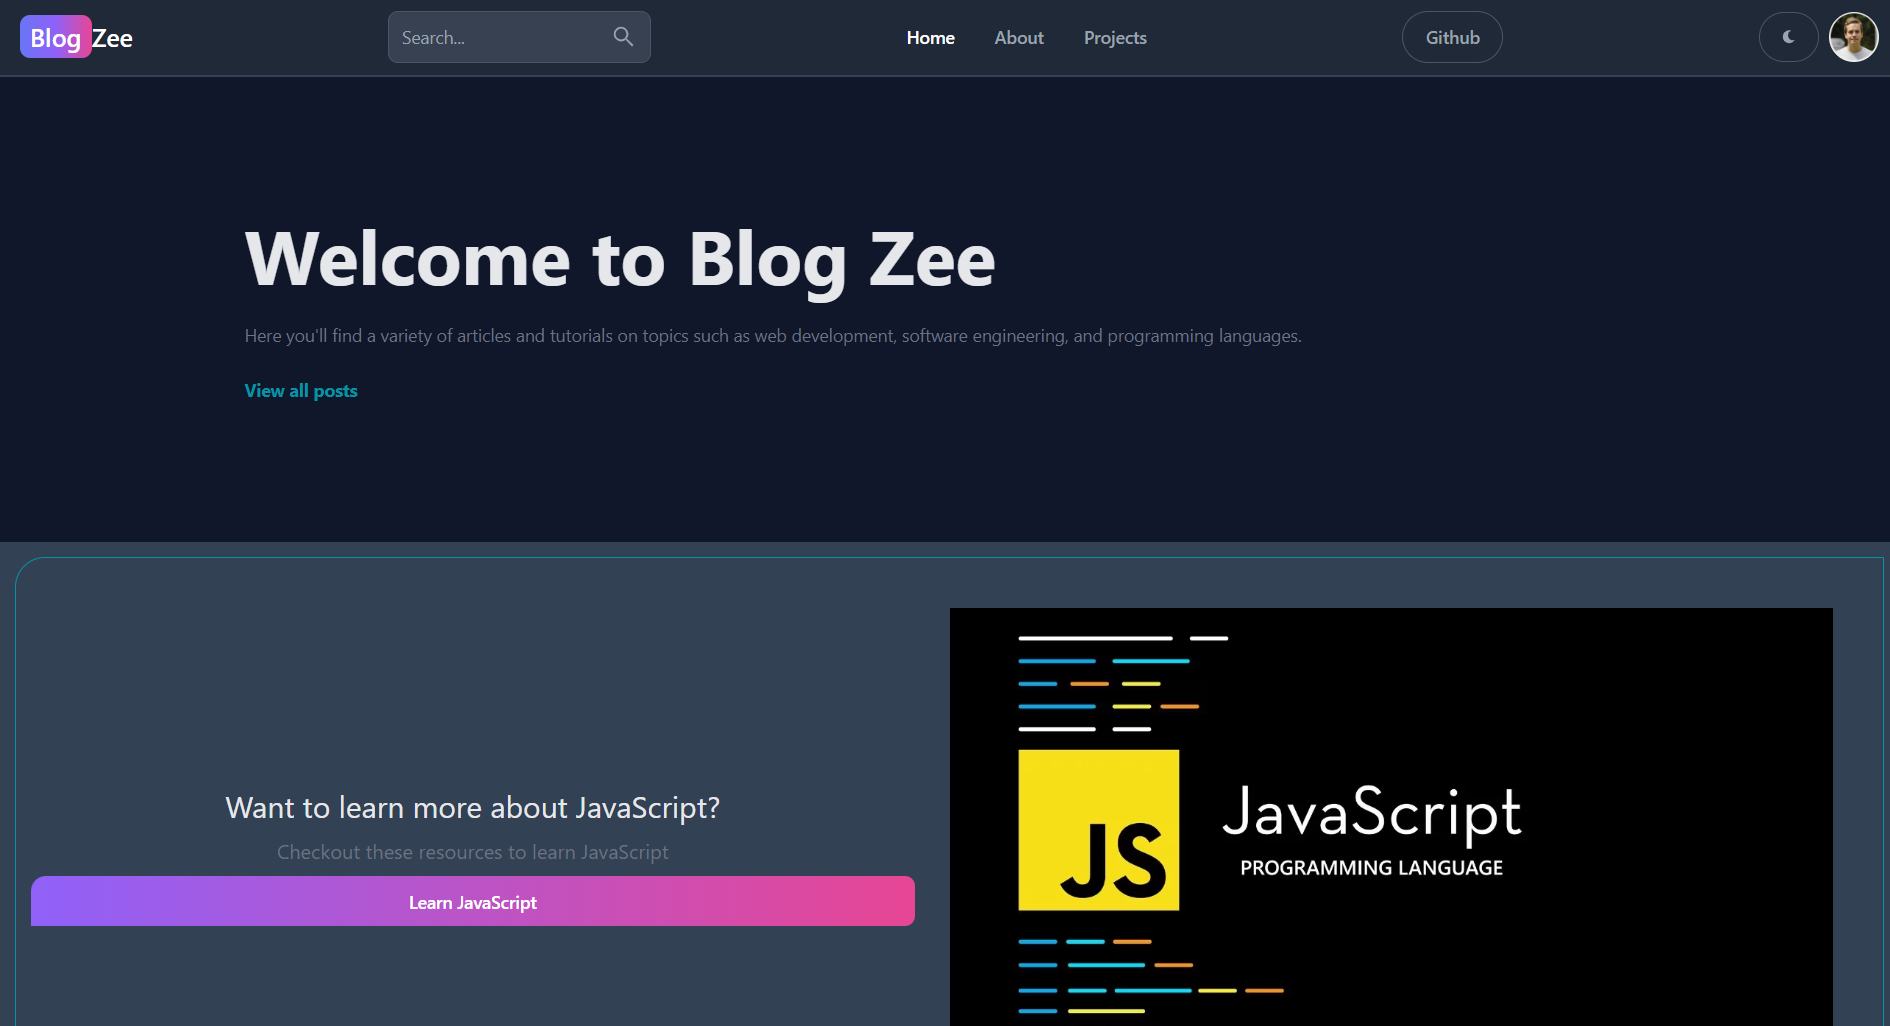 Blog Zee
Search...
Home About Projects
Github
Welcome to Blog Zee
Here you'll find a variety of articles and tutorials on topics such as web development, software engineering, and programming languages.
View all posts
Want to learn more about JavaScript?
Checkout these resources to learn JavaScript
Learn JavaScript
JS
JavaScript
PROGRAMMING LANGUAGE